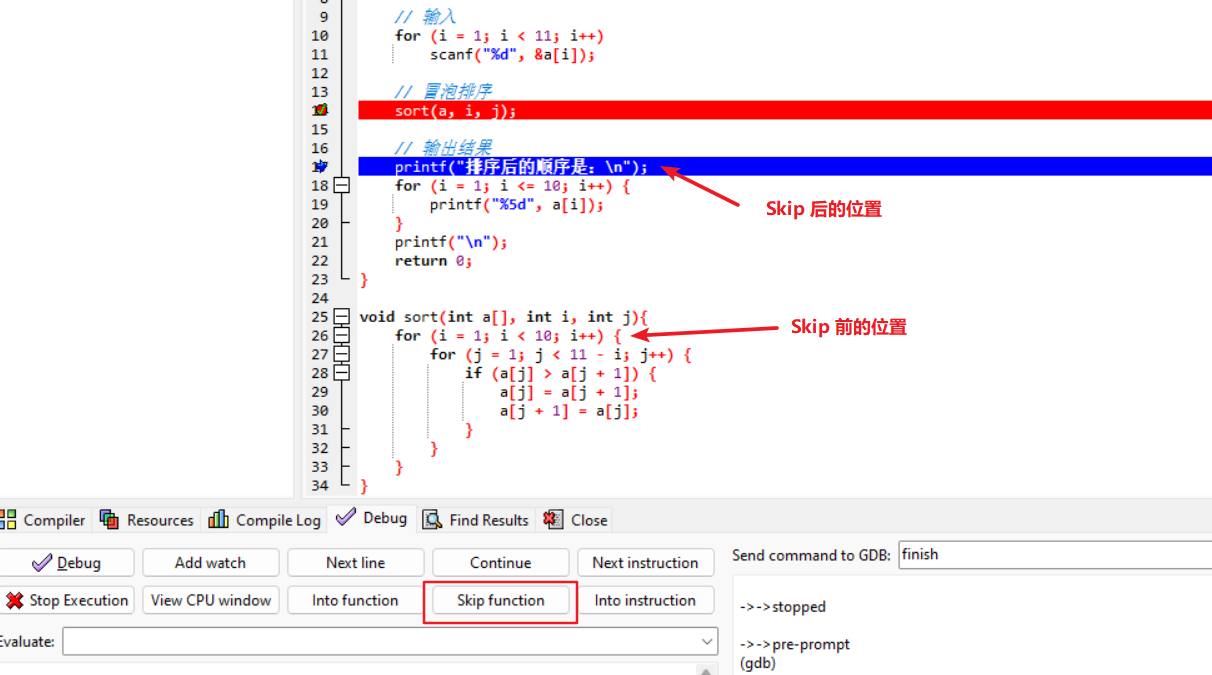 9 // 输入
10 for (i = 1; i < 11; i++)
11 scanf("%d", &a[i]);
12
13 // 冒泡排序
sort(a, i, j);
15
16 // 输出结果
printf("排序后的顺序是：\n");
18 for (i = 1; i <= 10; i++) {
Skip 后的位置
19 printf("%5d", a[i]);
20 }
21 printf("\n");
22 return 0;
23 }
24
25 void sort(int a[], int i, int j){
26 for (i = 1; i < 10; i++) {
Skip 前的位置
27 for (j = 1; j < 11 - i; j++) {
28 if (a[j] > a[j + 1]) {
29 a[j] = a[j + 1];
30 a[j + 1] = a[j];
31 }
32 }
33 }
34 }
Compiler Resources Compile Log Debug Find Results Close
Debug Add watch Next line Continue Next instruction
Send command to GDB: finish
Stop Execution View CPU window Into function Skip function Into instruction
->->stopped
Evaluate:
->->pre-prompt
(gdb)